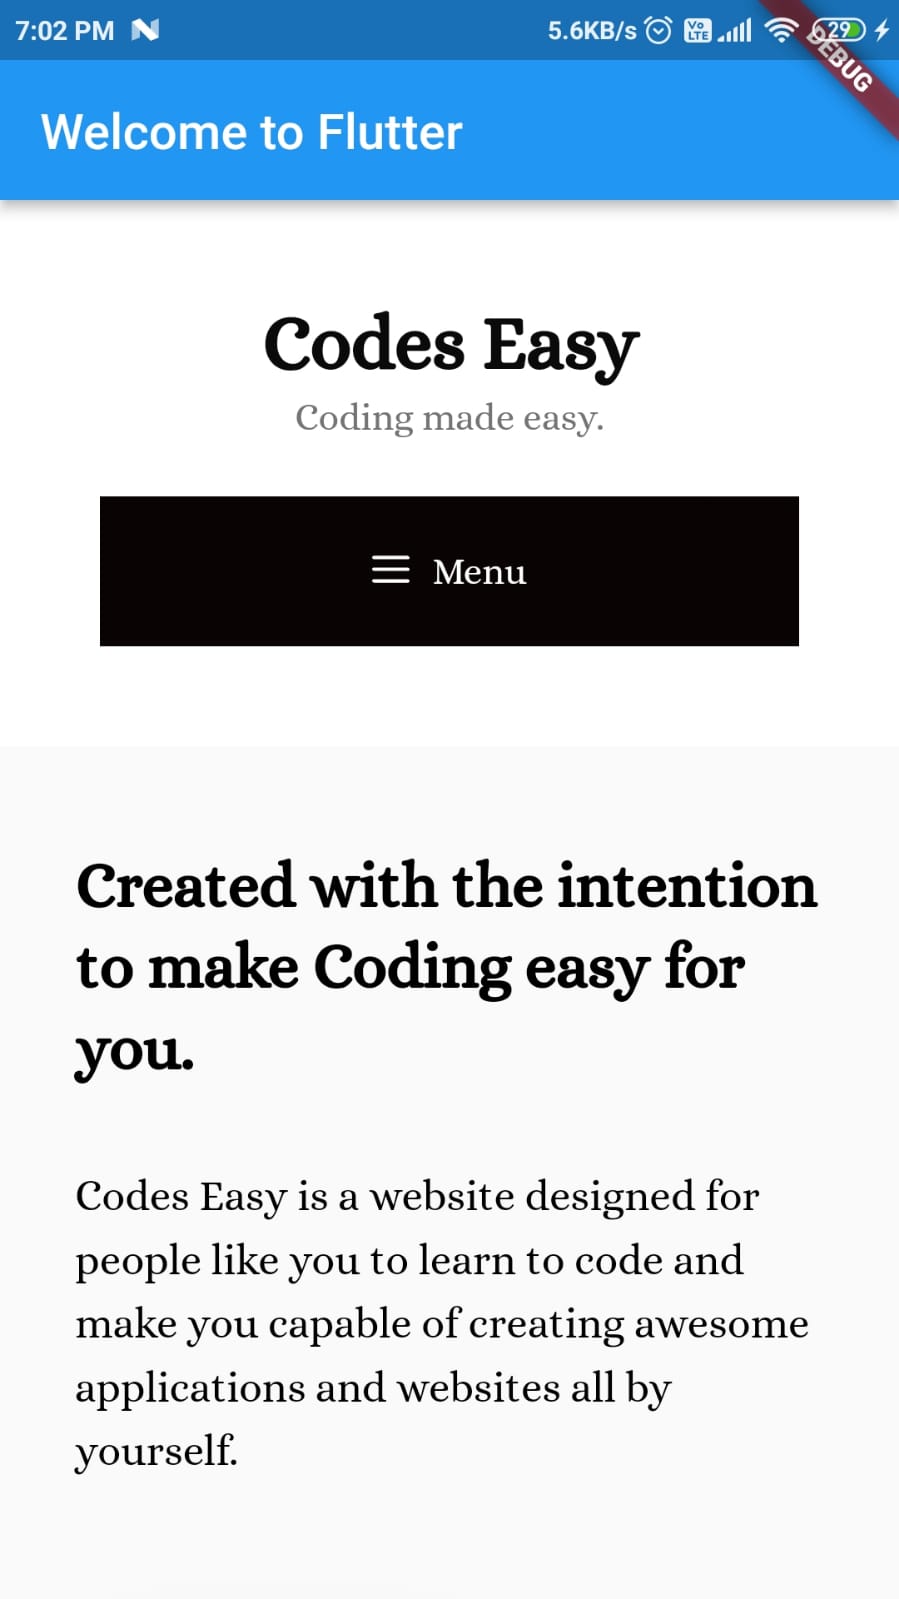 7:02 PM N 5.6KB/s Vo LTE 29
DEBUG
Welcome to Flutter
Codes Easy
Coding made easy.
Menu
Created with the intention
to make Coding easy for
you.
Codes Easy is a website designed for
people like you to learn to code and
make you capable of creating awesome
applications and websites all by
yourself.